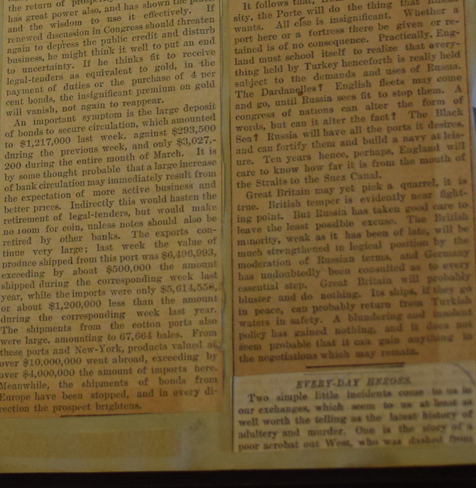 the return of prosperity
has great power also, and has shown the
and the wisdom to use it effectively. If
renewed discussion in Congress should threaten
again to depress the public credit and disturb
business, he might think it well to put an end
to uncertainty. If he thinks fit to receive
legal-tenders as equivalent to gold, in the
payment of duties or the purchase of 4 per
cent bonds, the insignificant premium on gold
will vanish, not again to reappear.
An important symptom is the large deposit
of bonds to secure circulation, which amounted
to $1,217,000 last week, against $293,500
during the previous week, and only $3,027,-
200 during the entire month of March. It is
by some thought probable that a large increase
of bank circulation may immediately result from
the expectation of more active business and
better prices. Indirectly this would hasten the
retirement of legal-tenders, but would make
no room for coin, unless notes should also be
retired by other banks. The exports con-
tinue very large; last week the value of
produce shipped from this port was $6,406,993,
exceeding by about $500,000 the amount
shipped during the corresponding week last
year, while the imports were only $5,614,558,
or about $1,200,000 less than the amount
during the corresponding week last year.
The shipments from the cotton ports also
were large, amounting to 67,664 bales. From
these ports and New-York, products valued at
over $10,000,000 went abroad, exceeding by
over $4,000,000 the amount of imports here.
Meanwhile, the shipments of bonds from
Europe have been stopped, and in every di-
rection the prospect brightens.
It follows that,
sity, the Porte will do the thing that Russia
wants. All else is insignificant. Whether a
port here or a fortress there be given or re-
tained is of no consequence. Practically, Eng-
land must school itself to realize that every-
thing held by Turkey henceforth is really held
subject to the demands and uses of Russia.
The Dardanelles? English fleets may come
and go, until Russia sees fit to stop them. A
congress of nations can alter the form of
words, but can it alter the fact? The Black
Sea? Russia will have all the ports it desires,
and can fortify them and build a navy at leis-
ure. Ten years hence, perhaps, England will
care to know how far it is from the mouth of
the Straits to the Suez Canal.
Great Britain may yet pick a quarrel, it is
true. British temper is evidently near fight-
ing point. But Russia has taken good care to
leave the least possible excuse. The British
minority, weak as it has been of late, will be
much strengthened in logical position by the
moderation of Russian terms, and Germany
has undoubtedly been consulted as to every
essential step. Great Britain will probably
bluster and do nothing. Its ships, if they go
in peace, can probably return from Turkish
waters in safety. A blundering and
policy has gained nothing, and it does not
seem probable that it can gain anything in
the negotiations which may remain.
EVERY-DAY HEROES.
Two simple little incidents come to us in
our exchanges, which seem to us at least as
well worth the telling as the latest history of
adultery and murder. One is the story of a
poor acrobat out West, who was dashed from